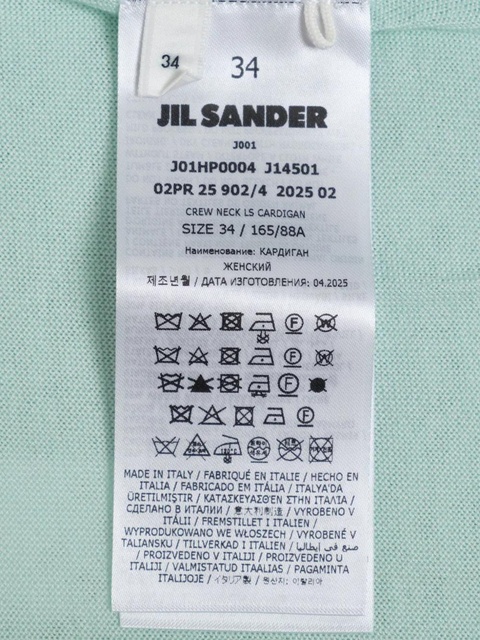 34
34
JIL SANDER
J001
J01HP0004 J14501
02PR 25 902/4 2025 02
CREW NECK LS CARDIGAN
SIZE 34 / 165/88A
Наименование: КАРДИГАН
ЖЕНСКИЙ
제조년월 / ДАТА ИЗГОТОВЛЕНИЯ: 04.2025
MADE IN ITALY / FABRIQUÉ EN ITALIE / HECHO EN
ITALIA / FABRICADO EM ITÁLIA / ITALYA'DA
ÜRETILMIŞTIR / ΚΑΤΑΣΚΕΥΑΣΘΕΝ ΣΤΗΝ ΙΤΑΛΙΑ /
СДЕЛАНО В ИТАЛИИ / 意大利制造 / VYROBENO V
ITÁLII / FREMSTILLET I ITALIEN /
WYPRODUKOWANO WE WŁOSZECH / VYROBENÉ V
TALIANSKU / TILLVERKAD I ITALIEN / صنع في إيطاليا
/ PROIZVEDENO V ITALIJI / PROIZVEDENO U
ITALIJI / VALMISTATUD ITAALIAS / PAGAMINTA
ITALIJOJE / イタリア製 / 원산지: 이탈리아